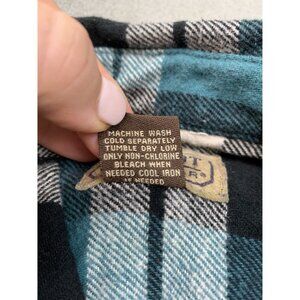 MACHINE WASH
COLD SEPARATELY
TUMBLE DRY LOW
ONLY NON-CHLORINE
BLEACH WHEN
NEEDED COOL IRON
IF NEEDED